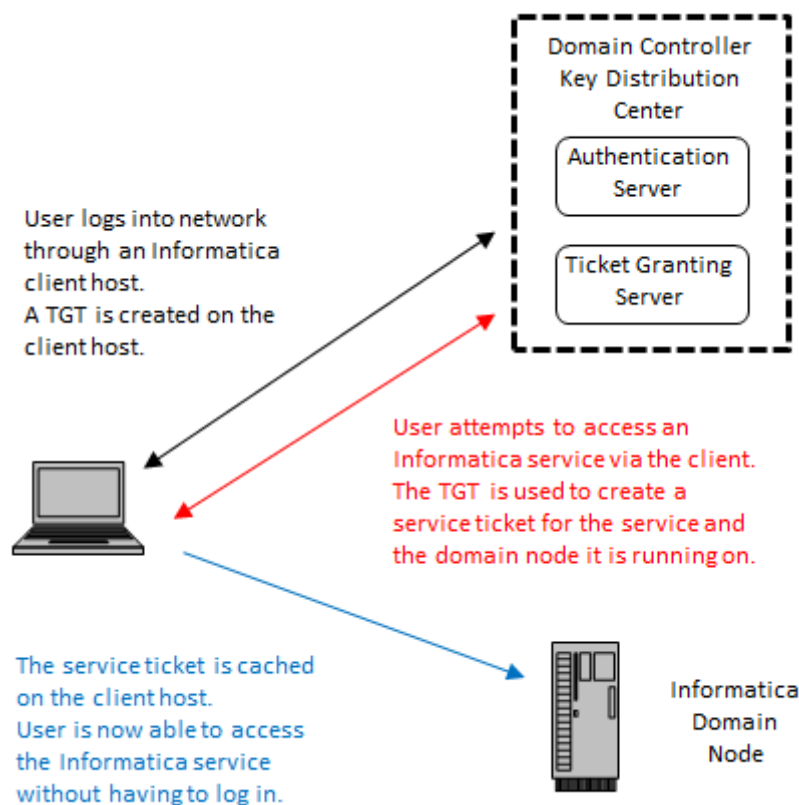 Domain Controller
Key Distribution
Center
Authentication
Server
Ticket Granting
Server
User logs into network
through an Informatica
client host.
A TGT is created on the
client host.
User attempts to access an
Informatica service via the client.
The TGT is used to create a
service ticket for the service and
the domain node it is running on.
The service ticket is cached
on the client host.
User is now able to access
the Informatica service
without having to log in.
Informatica
Domain
Node